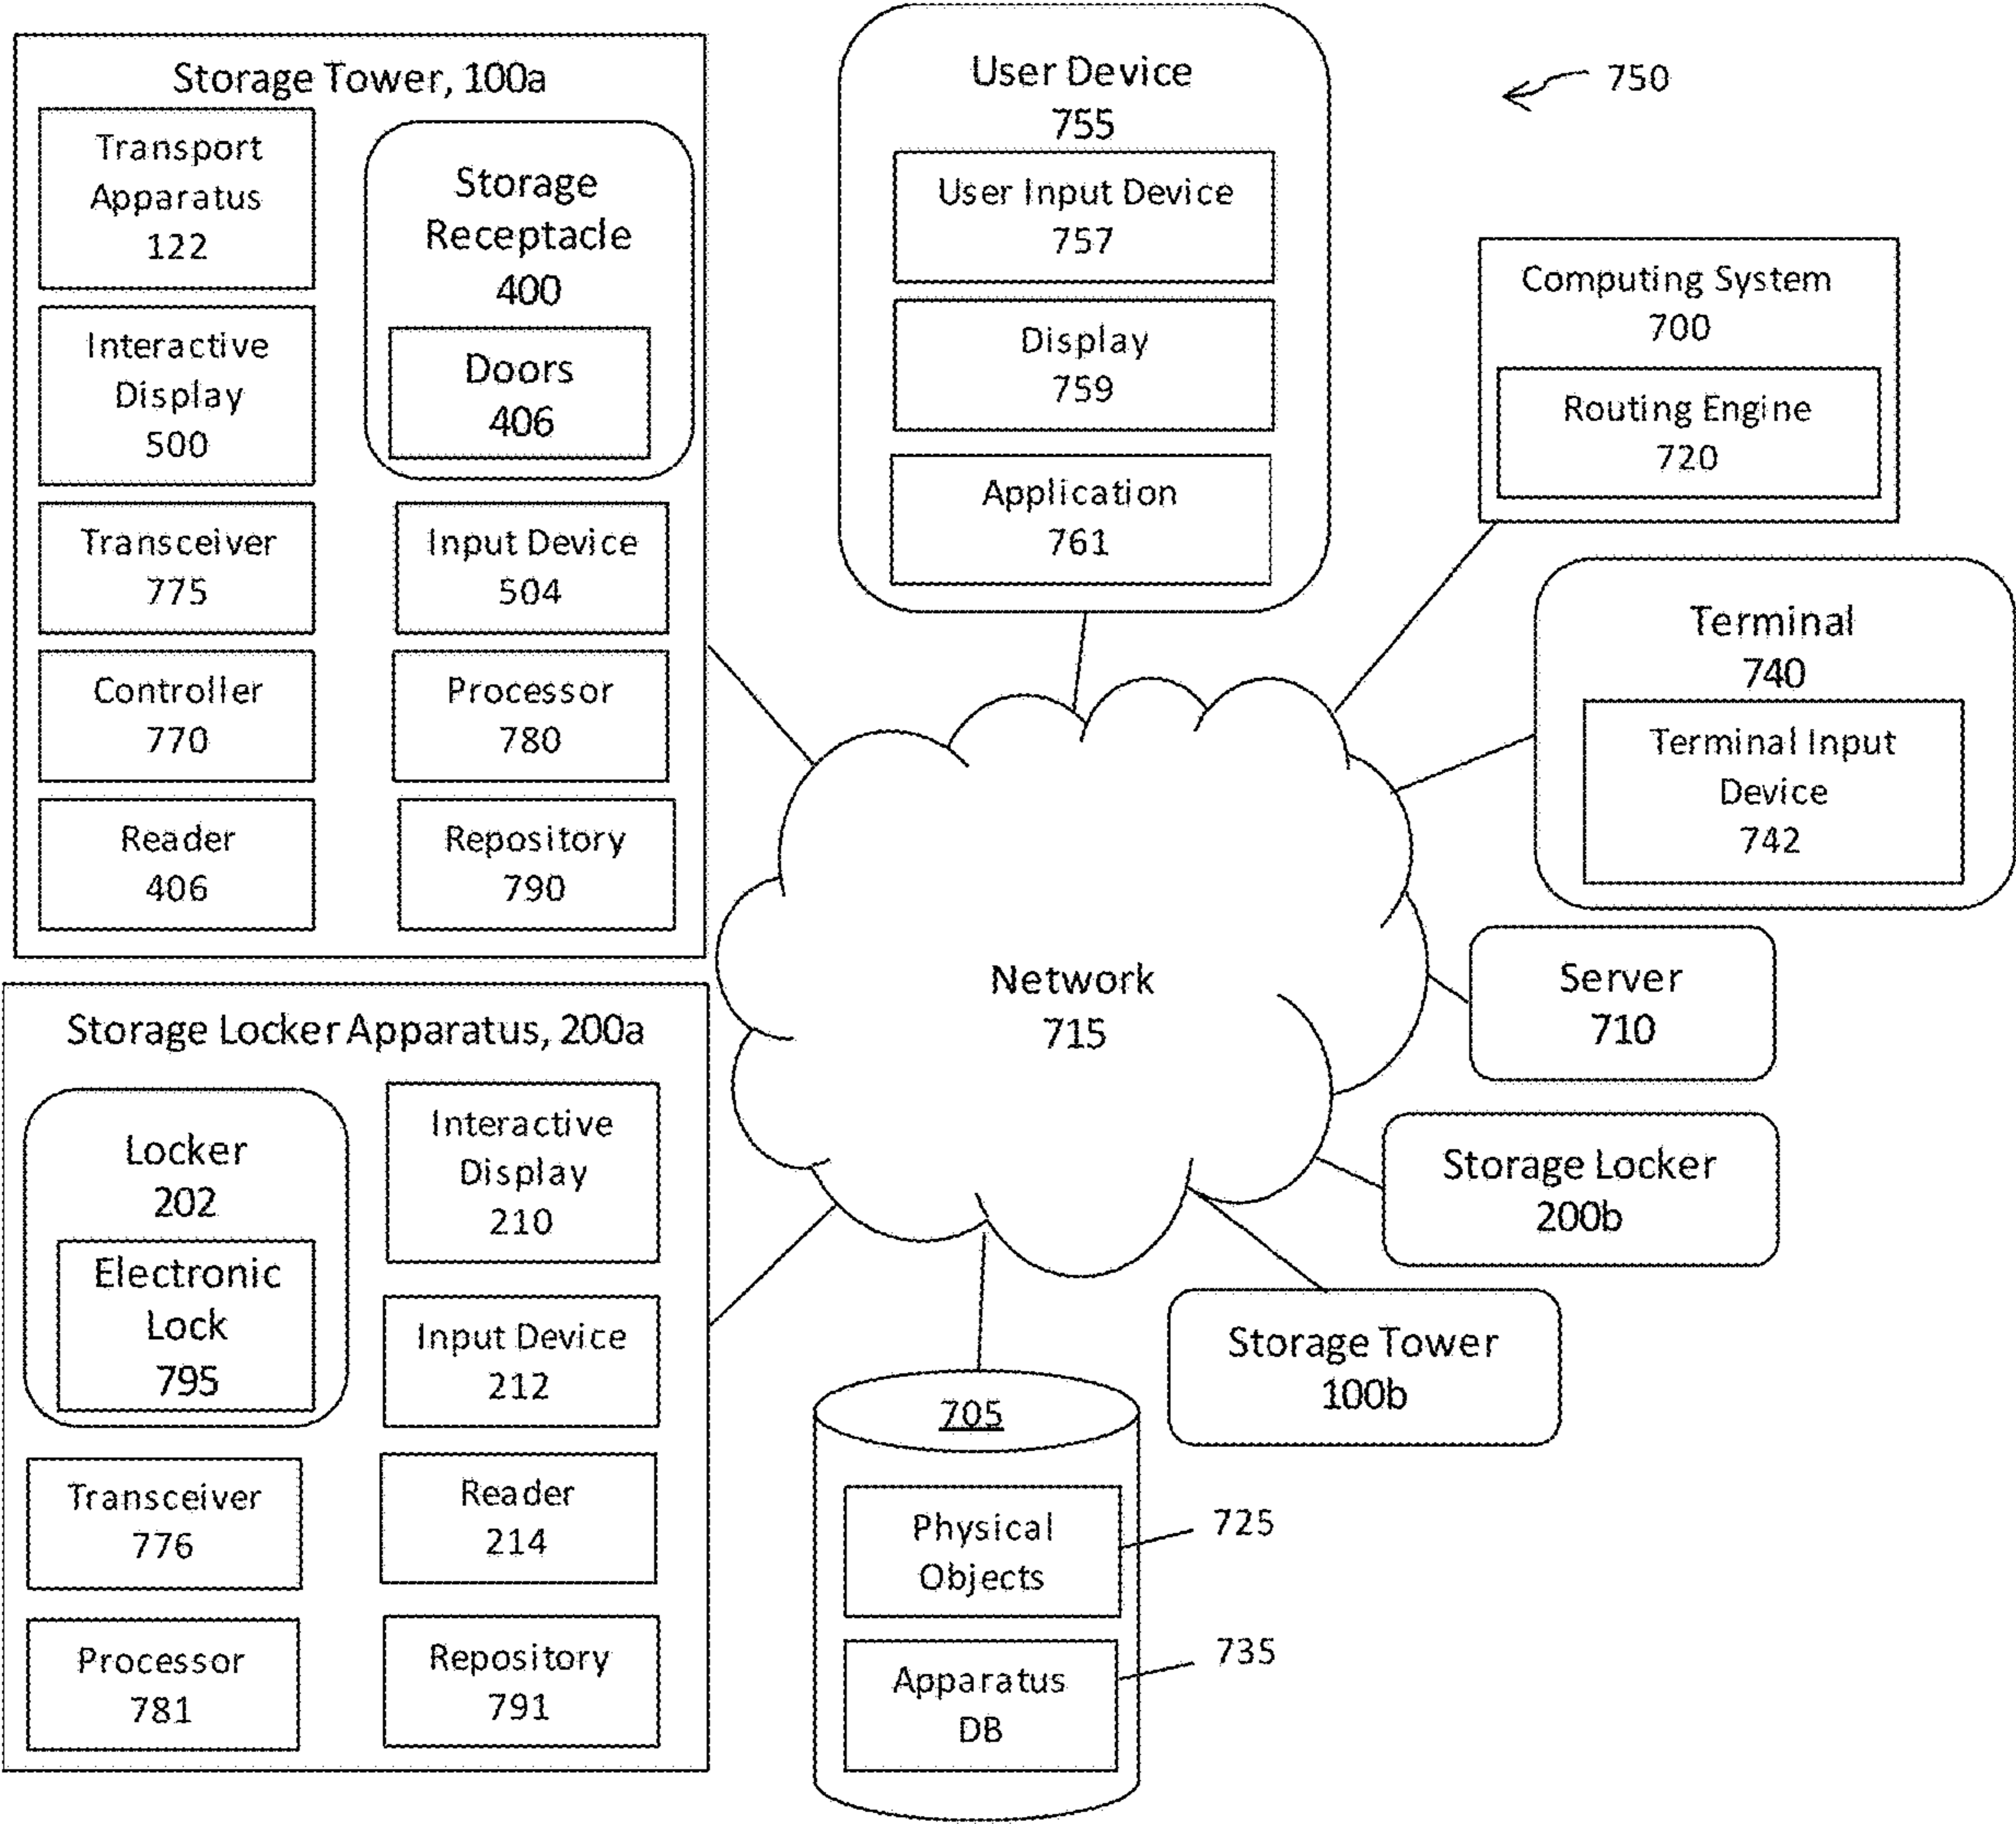 Storage Tower, 100a
Transport
Apparatus
122
Storage
Receptacle
400
Doors
406
Interactive
Display
500
Transceiver
775
Input Device
504
Controller
770
Processor
780
Reader
406
Repository
790
User Device
755
User Input Device
757
Display
759
Application
761
750
Computing System
700
Routing Engine
720
Terminal
740
Terminal Input
Device
742
Network
715
Server
710
Storage Locker
200b
Storage Tower
100b
Storage Locker Apparatus, 200a
Locker
202
Electronic
Lock
795
Interactive
Display
210
Input Device
212
Transceiver
776
Reader
214
Processor
781
Repository
791
705
Physical
Objects
725
Apparatus
DB
735